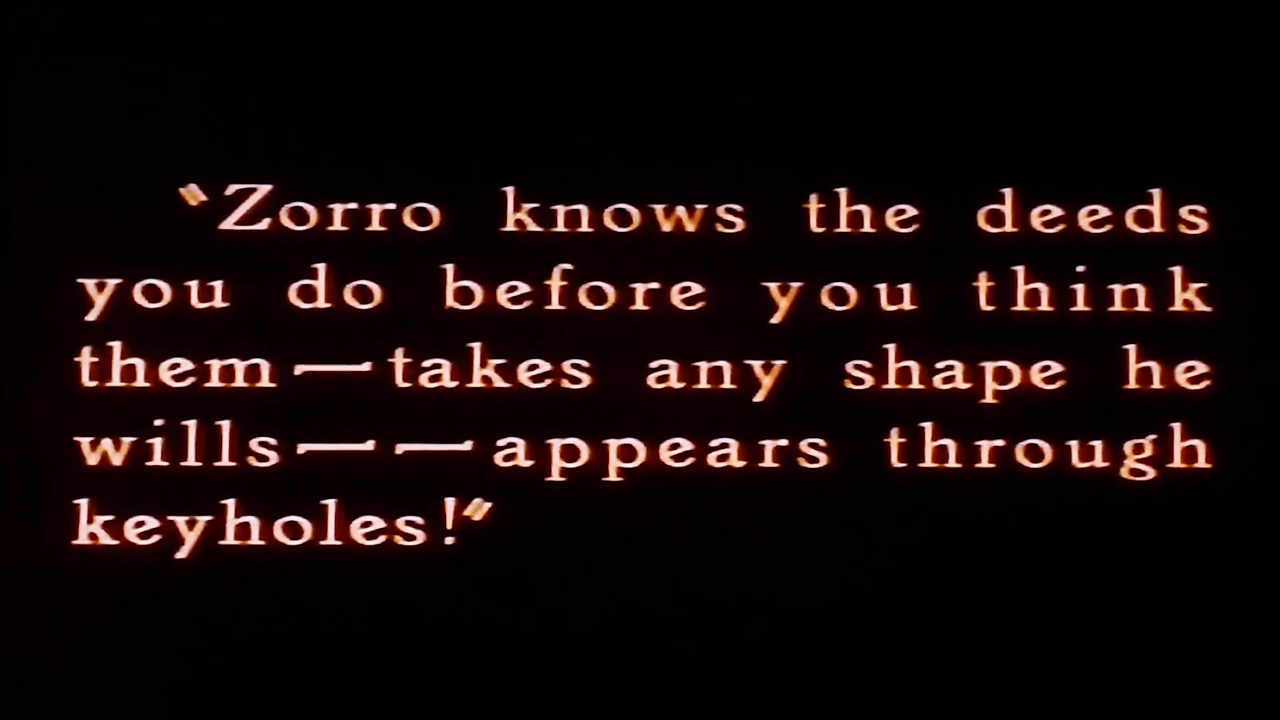 “Zorro knows the deeds
you do before you think
them—takes any shape he
wills——appears through
keyholes!”